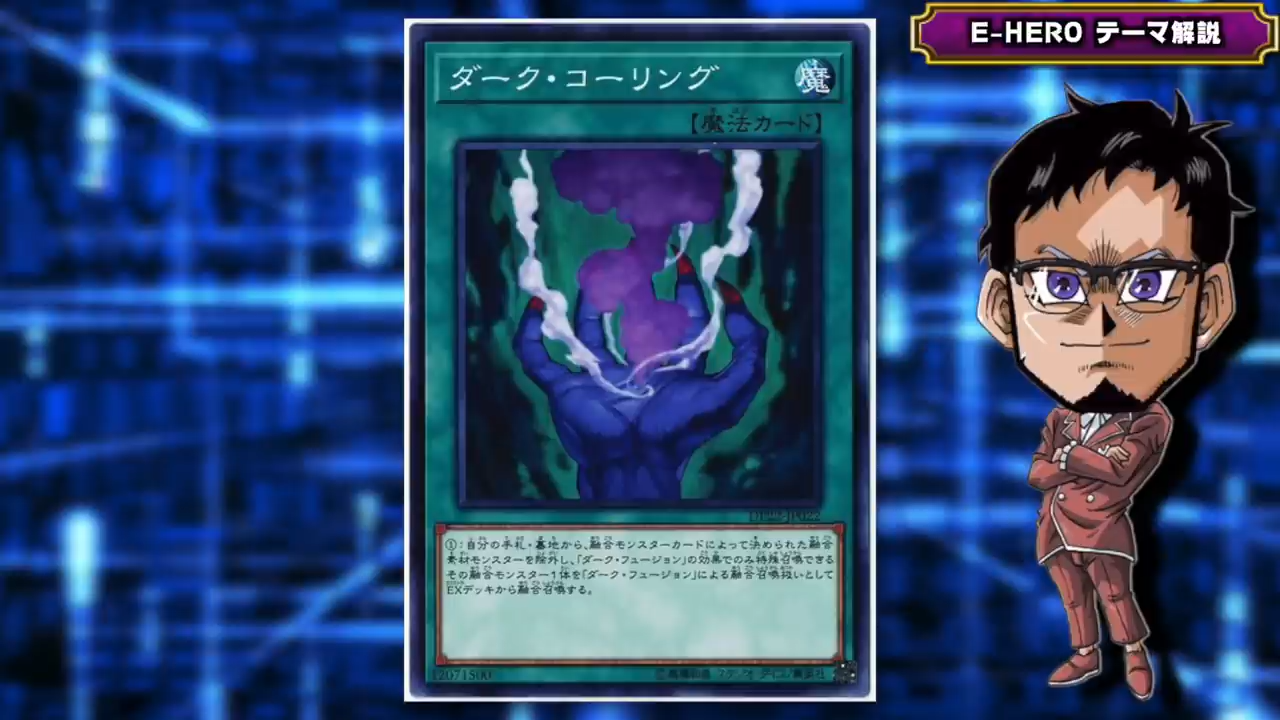 E-HERO テーマ解説
ダーク・コーリング
魔
【魔法カード】
①：自分の手札・墓地から、融合モンスターカードによって決められた融合
素材モンスターを除外し、「ダーク・フュージョン」の効果でのみ特殊召喚できる
その融合モンスター1体を「ダーク・フュージョン」による融合召喚扱いとして
EXデッキから融合召喚する。
12071500